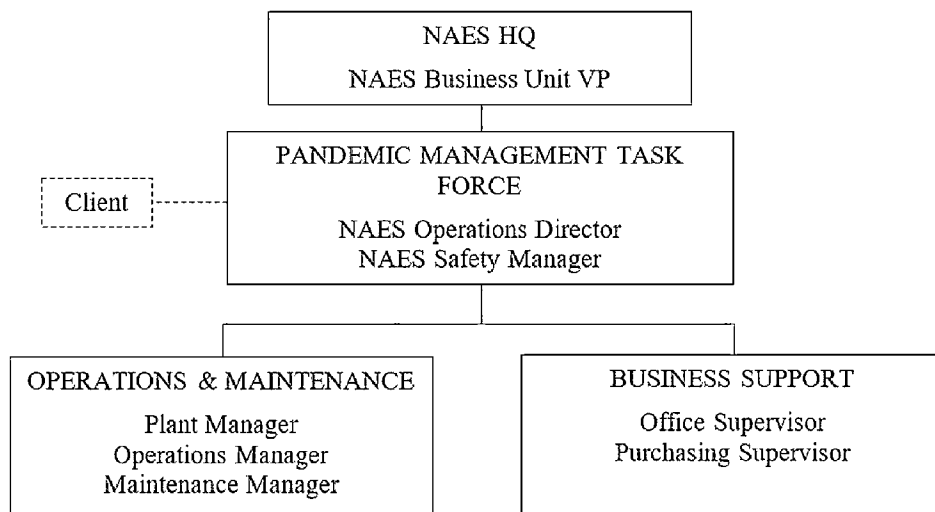 NAES HQ
NAES Business Unit VP
PANDEMIC MANAGEMENT TASK
FORCE
NAES Operations Director
NAES Safety Manager
Client
OPERATIONS & MAINTENANCE
Plant Manager
Operations Manager
Maintenance Manager
BUSINESS SUPPORT
Office Supervisor
Purchasing Supervisor